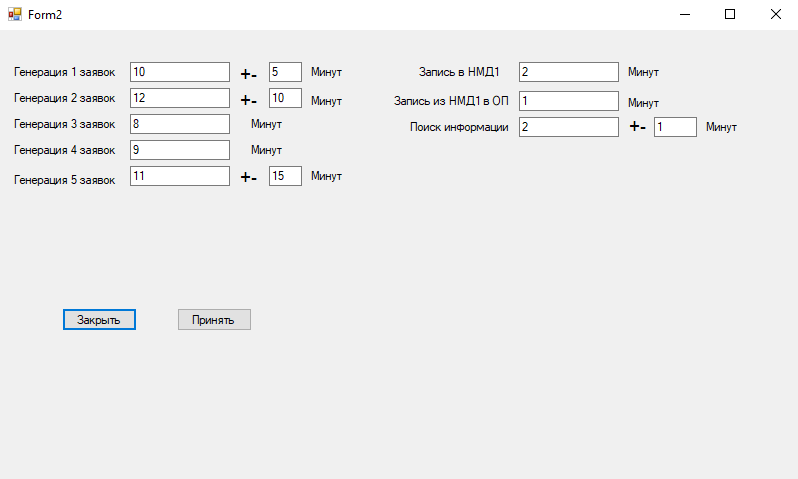 Form2
Генерация 1 заявок 10 +- 5 Минут
Генерация 2 заявок 12 +- 10 Минут
Генерация 3 заявок 8 Минут
Генерация 4 заявок 9 Минут
Генерация 5 заявок 11 +- 15 Минут
Запись в НМД1 2 Минут
Запись из НМД1 в ОП 1 Минут
Поиск информации 2 +- 1 Минут
Закрыть Принять